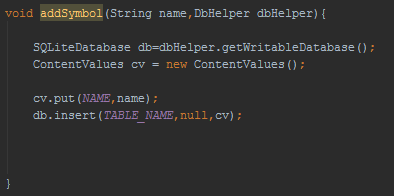 void addSymbol(String name,DbHelper dbHelper){
SQLiteDatabase db=dbHelper.getWritableDatabase();
ContentValues cv = new ContentValues();
cv.put(NAME,name);
db.insert(TABLE_NAME,null,cv);
}